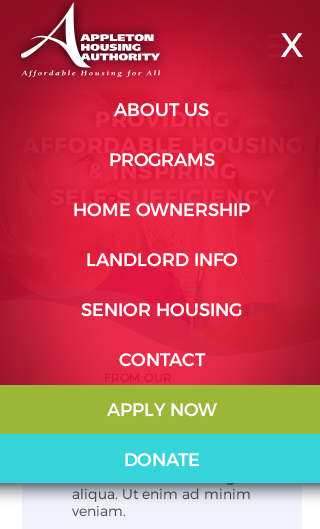 APPLETON
HOUSING
AUTHORITY
Affordable Housing for All
X
ABOUT US
PROVIDING
AFFORDABLE HOUSING
PROGRAMS
& INSPIRING
SELF-SUFFICIENCY
HOME OWNERSHIP
LANDLORD INFO
SENIOR HOUSING
CONTACT
FROM OUR
APPLY NOW
DONATE
aliqua. Ut enim ad minim
veniam.